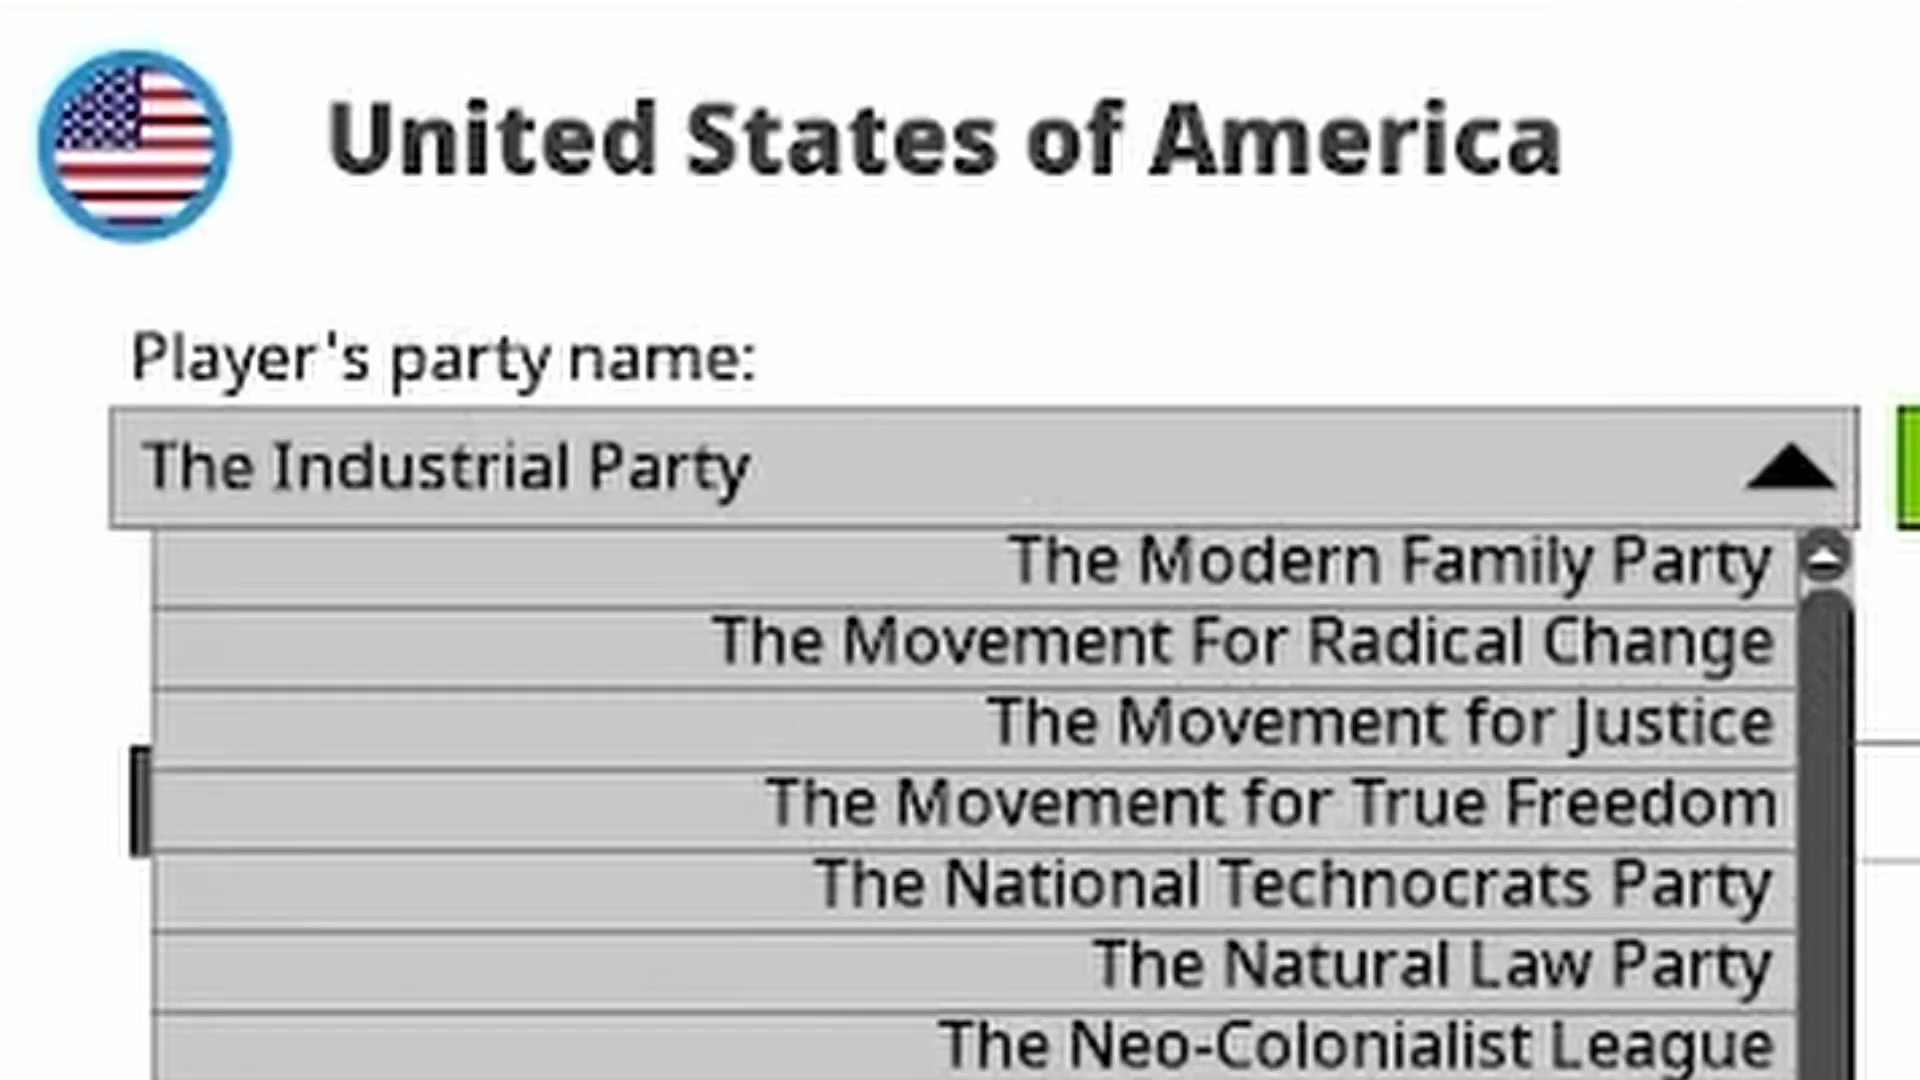 United States of America
Player's party name:
The Industrial Party
The Modern Family Party
The Movement For Radical Change
The Movement for Justice
The Movement for True Freedom
The National Technocrats Party
The Natural Law Party
The Neo-Colonialist League